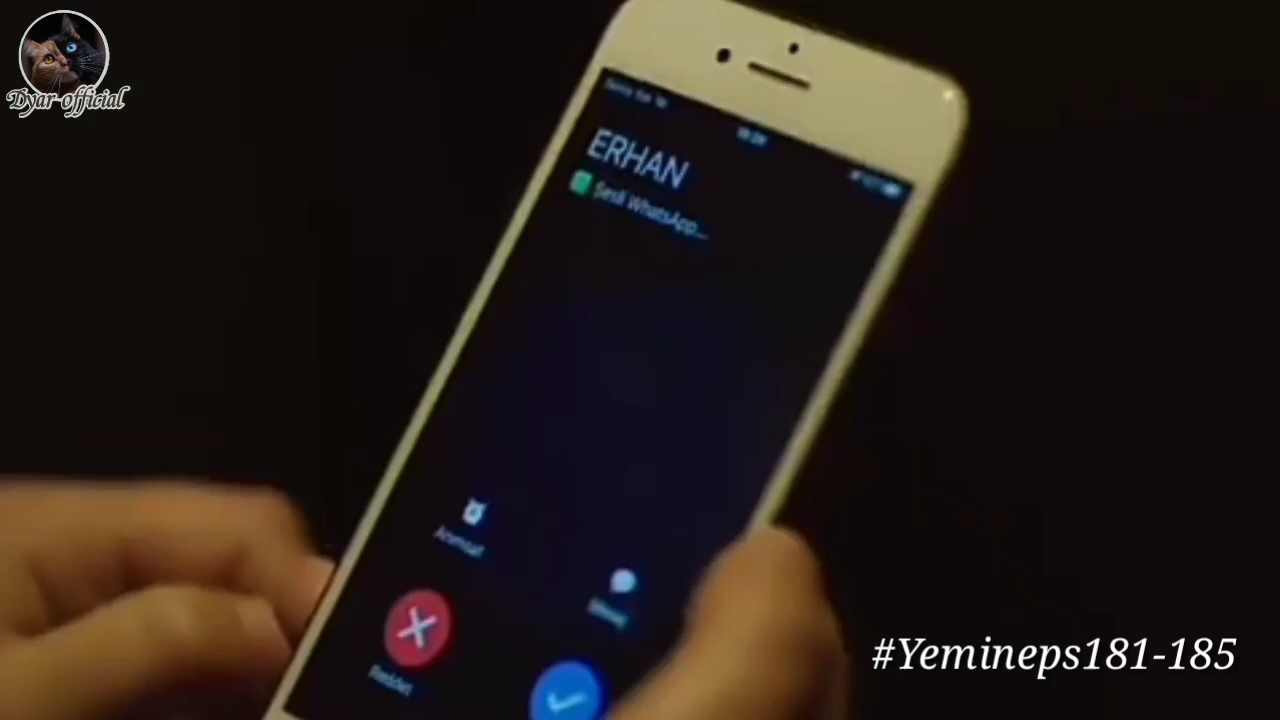 Dyar official
ERHAN
Sesli WhatsApp...
Anımsat
Mesaj
Reddet
#Yemineps181-185